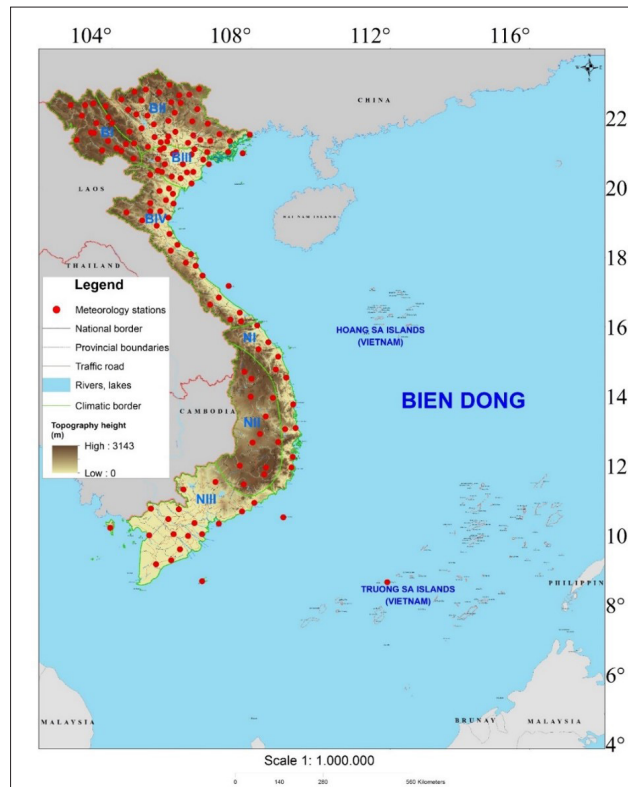 104° 108° 112° 116°
CHINA
BII
BI
22°
BIII
LAOS
20°
HAI NAM ISLAND
BIV
18°
THAILAND
Legend
Meteorology stations
National border
Provincial boundaries
Traffic road
Rivers, lakes
Climatic border
Topography height
(m)
High : 3143
Low : 0
HOANG SA ISLANDS
(VIETNAM)
16°
NI
BIEN DONG
14°
CAMBODIA
NII
12°
NIII
10°
TRUONG SA ISLANDS
(VIETNAM)
PHILIPPIN
8°
6°
MALAYSIA
BRUNAY
MALAYSIA
4°
Scale 1: 1.000.000
0 140 280 560 Kilometers